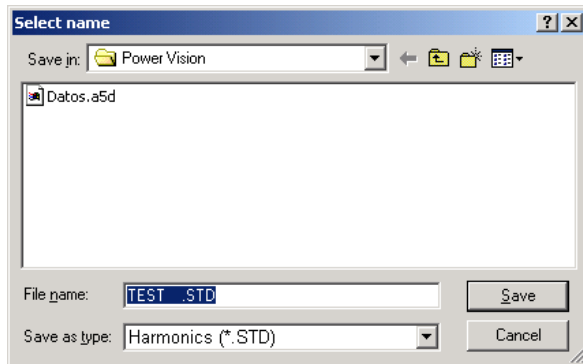 Select name
Save in: Power Vision
Datos.a5d
File name: TEST .STD Save
Save as type: Harmonics (*.STD) Cancel